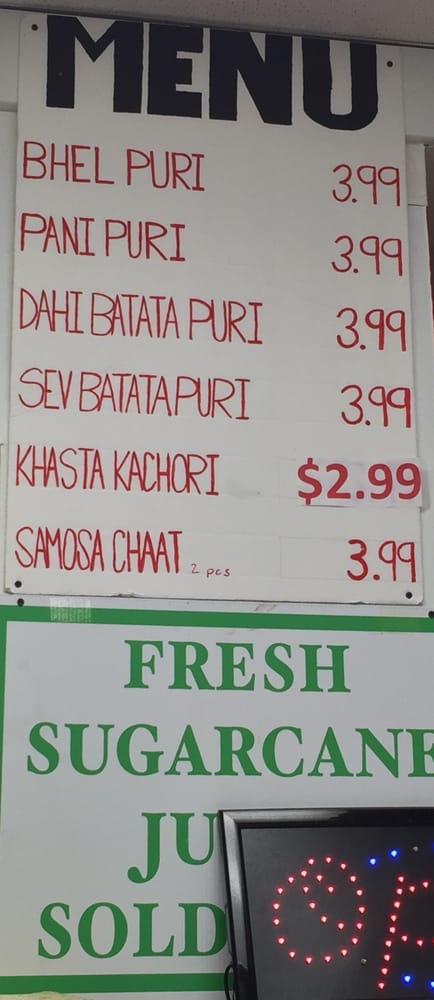 MENU
BHEL PURI 3.99
PANI PURI 3.99
DAHI BATATA PURI 3.99
SEV BATATA PURI 3.99
KHASTA KACHORI $2.99
SAMOSA CHAAT 2 pcs 3.99
FRESH
SUGARCANE
JU
SOLD